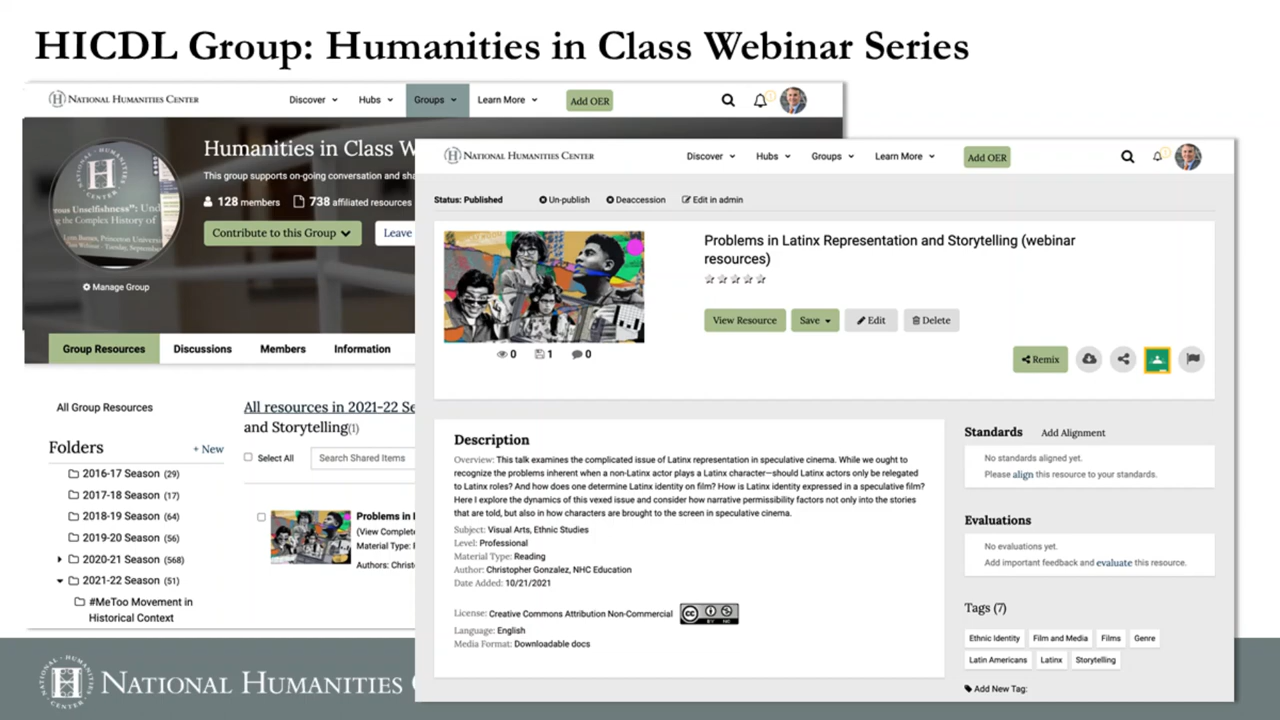 HICDL Group: Humanities in Class Webinar Series
NATIONAL HUMANITIES CENTER
Discover
Hubs
Groups
Learn More
Add OER
Humanities in Class W
This group supports on-going conversation and sha
128 members
738 affiliated resources
Contribute to this Group
Leave
Manage Group
Group Resources
Discussions
Members
Information
All Group Resources
Folders
+ New
2016-17 Season (29)
2017-18 Season (17)
2018-19 Season (64)
2019-20 Season (56)
2020-21 Season (568)
2021-22 Season (51)
#MeToo Movement in
Historical Context
All resources in 2021-22 Se
and Storytelling(1)
Select All
Search Shared Items
Problems in
(View Complete
Material Type:
Authors: Christ
NATIONAL HUMANITIES CENTER
Discover
Hubs
Groups
Learn More
Add OER
Status: Published
Un-publish
Deaccession
Edit in admin
Problems in Latinx Representation and Storytelling (webinar
resources)
View Resource
Save
Edit
Delete
0
1
0
Remix
Description
Overview: This talk examines the complicated issue of Latinx representation in speculative cinema. While we ought to
recognize the problems inherent when a non-Latinx actor plays a Latinx character—should Latinx actors only be relegated
to Latinx roles? And how does one determine Latinx identity on film? How is Latinx identity expressed in a speculative film?
Here I explore the dynamics of this vexed issue and consider how narrative permissibility factors not only into the stories
that are told, but also in how characters are brought to the screen in speculative cinema.
Subject: Visual Arts, Ethnic Studies
Level: Professional
Material Type: Reading
Author: Christopher Gonzalez, NHC Education
Date Added: 10/21/2021
License: Creative Commons Attribution Non-Commercial
cc
BY NC
Language: English
Media Format: Downloadable docs
Standards
Add Alignment
No standards aligned yet.
Please align this resource to your standards.
Evaluations
No evaluations yet.
Add important feedback and evaluate this resource.
Tags (7)
Ethnic Identity
Film and Media
Films
Genre
Latin Americans
Latinx
Storytelling
Add New Tag:
NATIONAL HUMANITIES